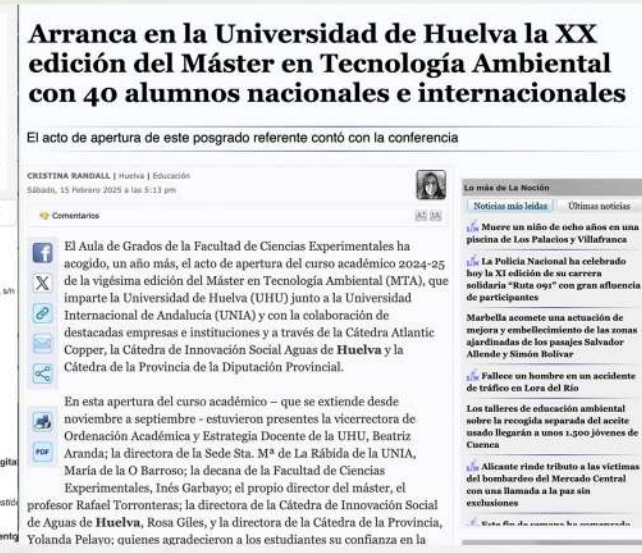 Arranca en la Universidad de Huelva la XX
edición del Máster en Tecnología Ambiental
con 40 alumnos nacionales e internacionales
El acto de apertura de este posgrado referente contó con la conferencia
CRISTINA RANDALL | Huelva | Educación
Sábado, 15 Febrero 2025 a las 5:13 pm
Comentarios
El Aula de Grados de la Facultad de Ciencias Experimentales ha
acogido, un año más, el acto de apertura del curso académico 2024-25
de la vigésima edición del Máster en Tecnología Ambiental (MTA), que
imparte la Universidad de Huelva (UHU) junto a la Universidad
Internacional de Andalucía (UNIA) y con la colaboración de
destacadas empresas e instituciones y a través de la Cátedra Atlantic
Copper, la Cátedra de Innovación Social Aguas de Huelva y la
Cátedra de la Provincia de la Diputación Provincial.
En esta apertura del curso académico – que se extiende desde
noviembre a septiembre - estuvieron presentes la vicerrectora de
Ordenación Académica y Estrategia Docente de la UHU, Beatriz
Aranda; la directora de la Sede Sta. Mª de La Rábida de la UNIA,
María de la O Barroso; la decana de la Facultad de Ciencias
Experimentales, Inés Garbayo; el propio director del máster, el
profesor Rafael Torronteras; la directora de la Cátedra de Innovación Social
de Aguas de Huelva, Rosa Giles, y la directora de la Cátedra de la Provincia,
Yolanda Pelayo; quienes agradecieron a los estudiantes su confianza en la
PDF
s/n
Lo más de La Noción
Noticias más leídas Últimas noticias
Muere un niño de ocho años en una
piscina de Los Palacios y Villafranca
La Policía Nacional ha celebrado
hoy la XI edición de su carrera
solidaria “Ruta 091” con gran afluencia
de participantes
Marbella acomete una actuación de
mejora y embellecimiento de las zonas
ajardinadas de los pasajes Salvador
Allende y Simón Bolívar
Fallece un hombre en un accidente
de tráfico en Lora del Río
Los talleres de educación ambiental
sobre la recogida separada del aceite
usado llegarán a unos 1.500 jóvenes de
Cuenca
Alicante rinde tributo a las víctimas
del bombardeo del Mercado Central
con una llamada a la paz sin
exclusiones